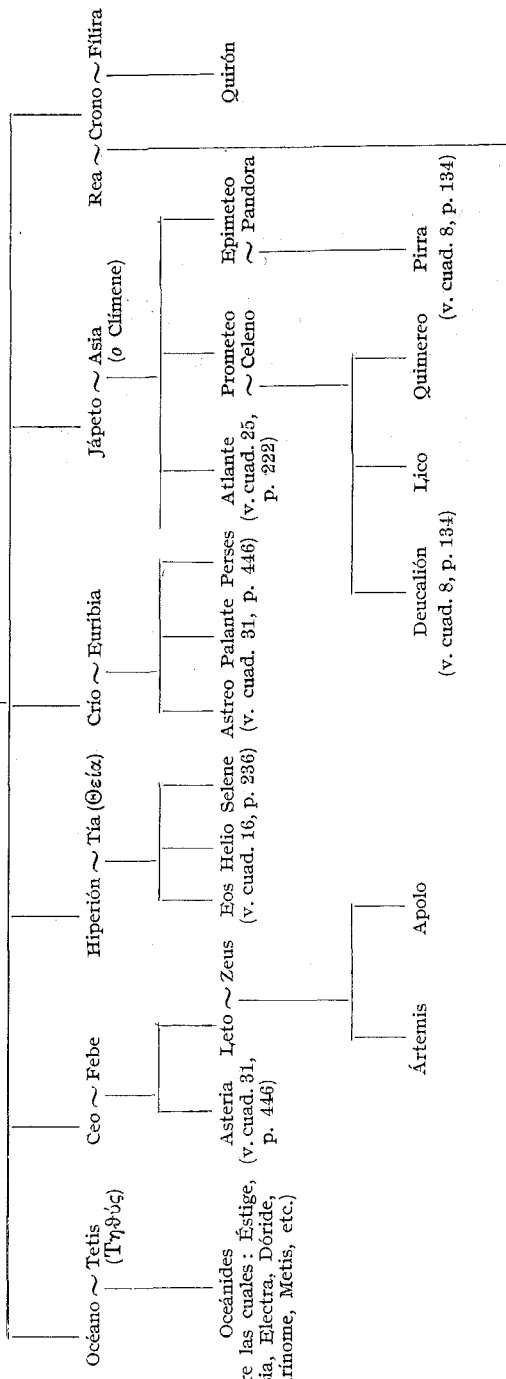 Océano ~ Tetis
(Τηθύς)
Ceo ~ Febe
Hiperión ~ Tía (Θεία)
Crío ~ Euribia
Jápeto ~ Asia
(o Clímene)
Rea ~ Crono ~ Fílira
Oceánides
re las cuales: Éstige,
sia, Electra, Dóride,
rínome, Metis, etc.)
Asteria
(v. cuad. 31,
p. 446)
Leto ~ Zeus
Eos Helio Selene
(v. cuad. 16, p. 236)
Astreo Palante Perses
(v. cuad. 31, p. 446)
Atlante
(v. cuad. 25,
p. 222)
Prometeo
~ Celeno
Epimeteo
~ Pandora
Quirón
Ártemis
Apolo
Deucalión
(v. cuad. 8, p. 134)
Lico
Quimereo
Pirra
(v. cuad. 8, p. 134)